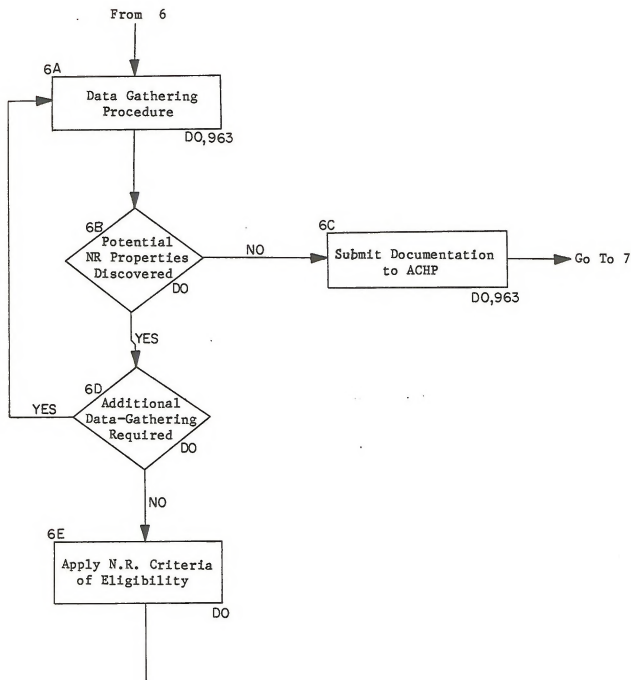 From 6
6A
Data Gathering
Procedure
DO,963
6B
Potential
NR Properties
Discovered
DO
NO
6C
Submit Documentation
to ACHP
DO,963
Go To 7
YES
6D
Additional
Data-Gathering
Required
DO
YES
NO
6E
Apply N.R. Criteria
of Eligibility
DO